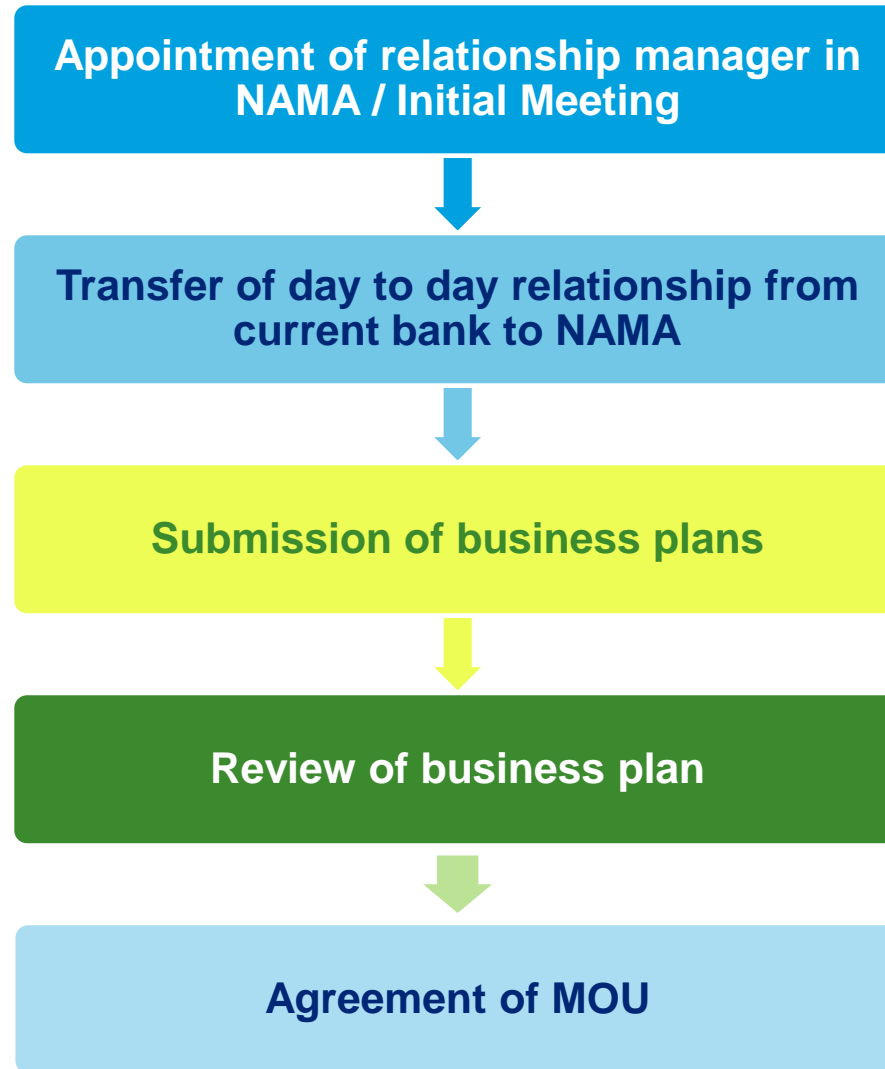 Appointment of relationship manager in
NAMA / Initial Meeting
Transfer of day to day relationship from
current bank to NAMA
Submission of business plans
Review of business plan
Agreement of MOU